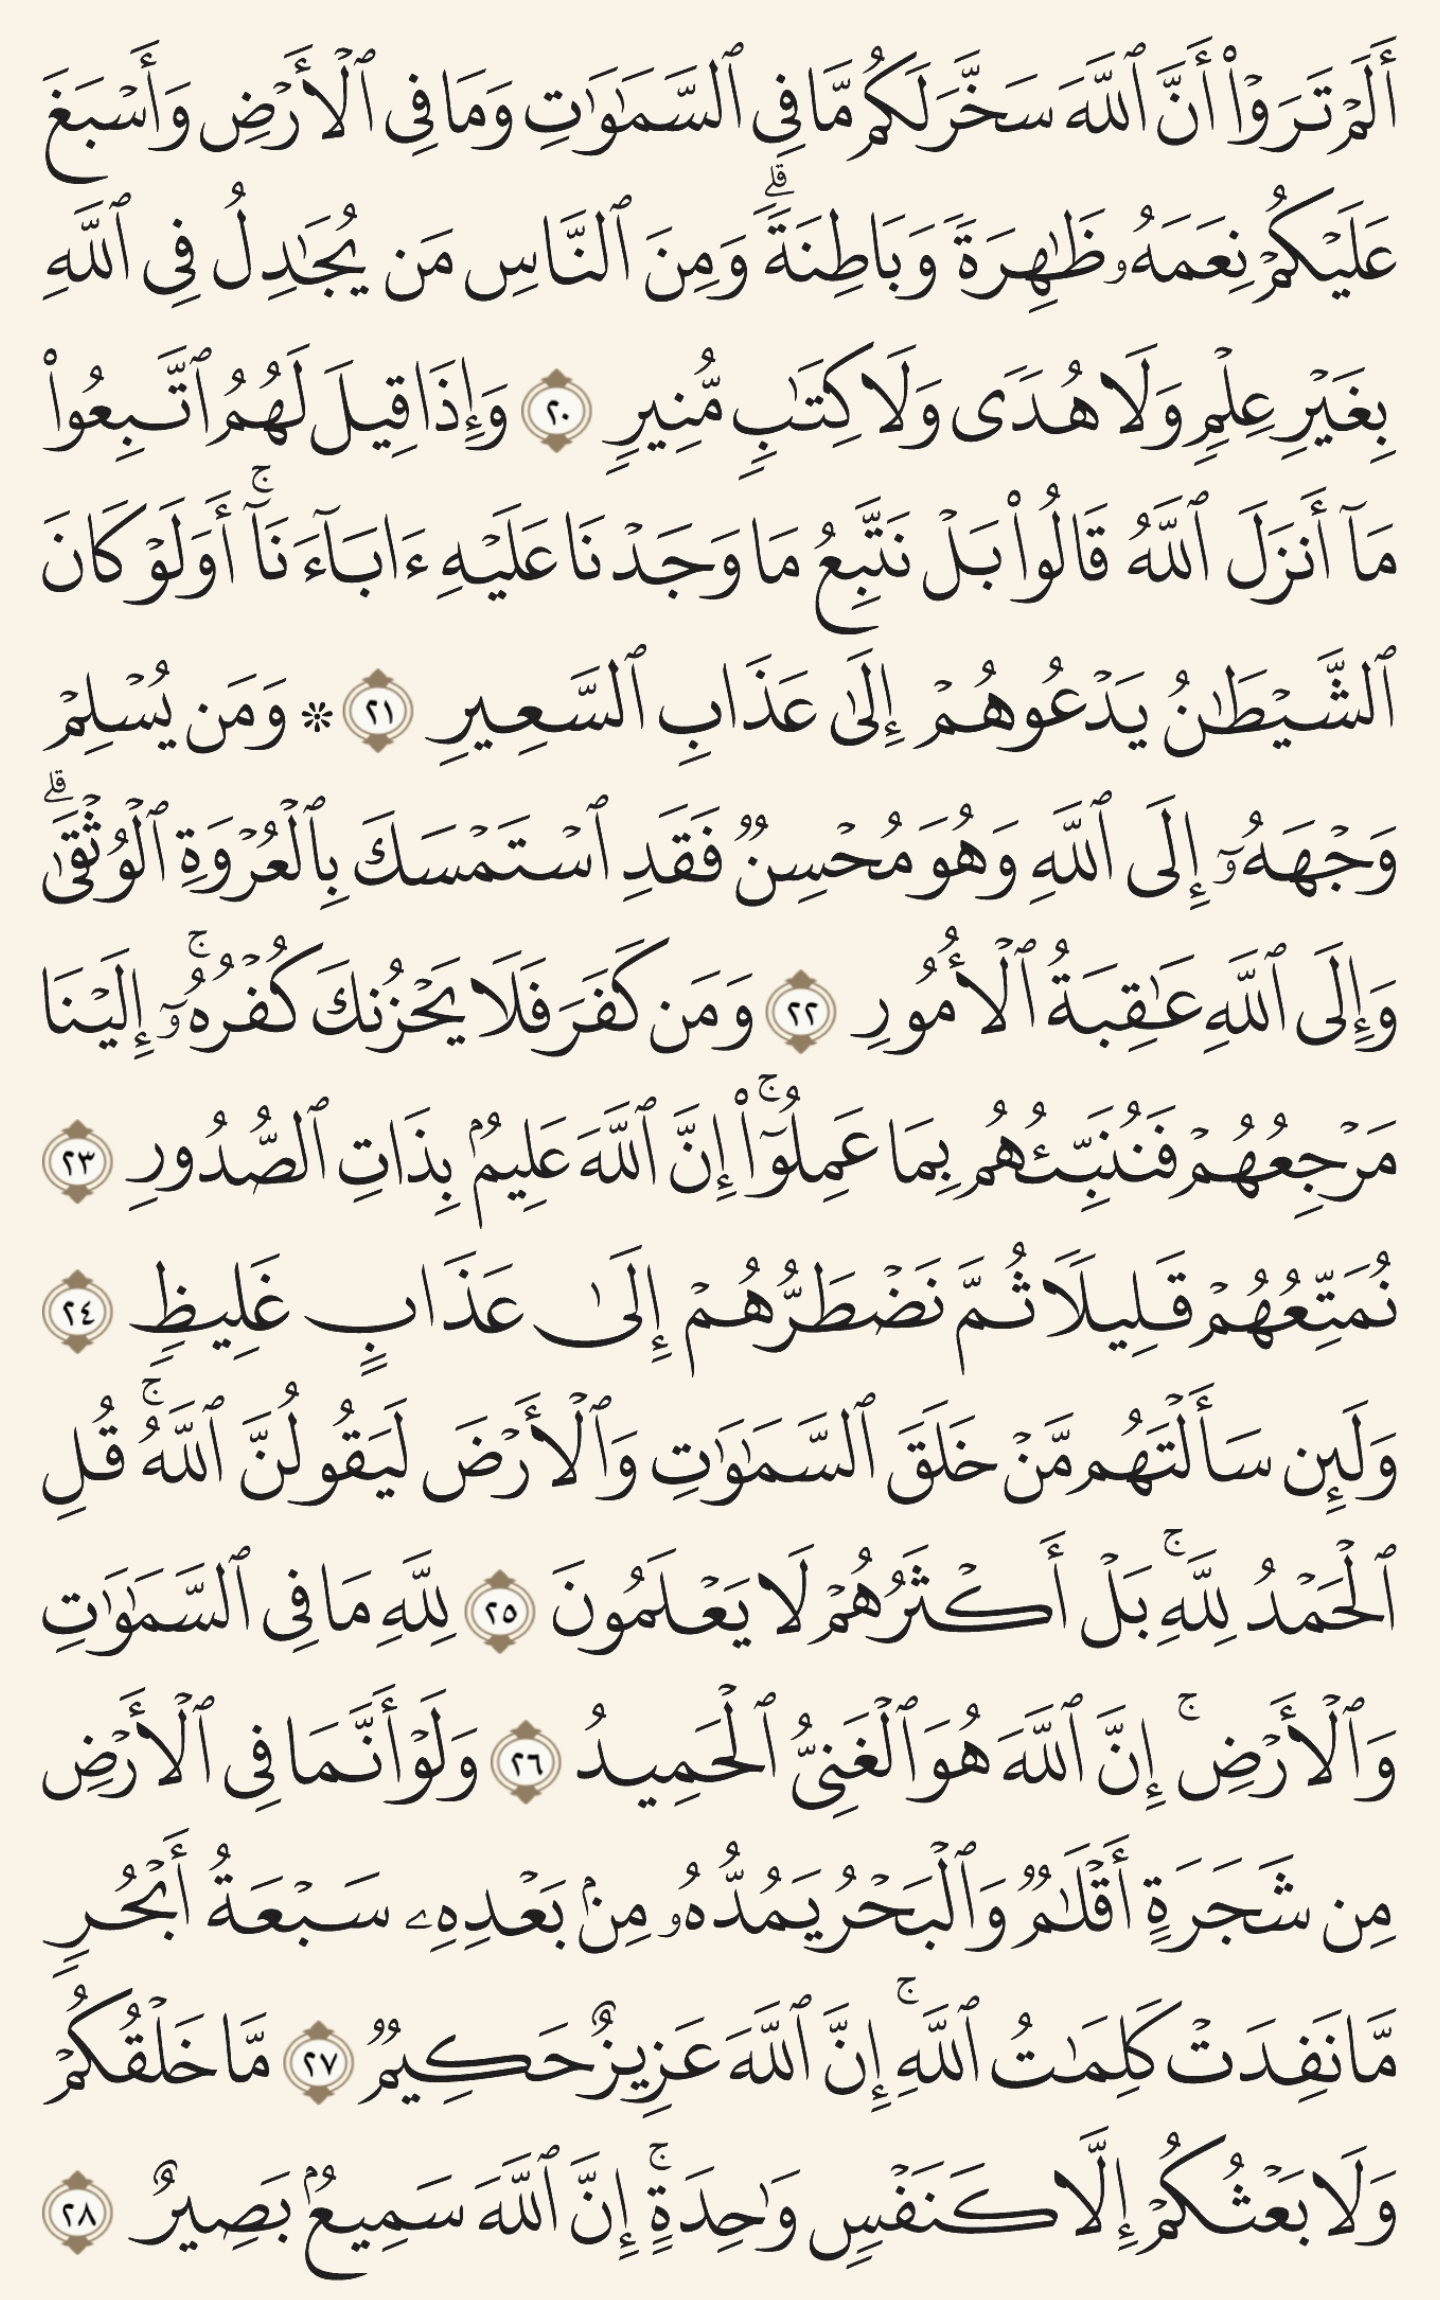 أَلَمۡ تَرَوۡاْ أَنَّ ٱللَّهَ سَخَّرَ لَكُم مَّا فِي ٱلسَّمَٰوَٰتِ وَمَا فِي ٱلۡأَرۡضِ وَأَسۡبَغَ
عَلَيۡكُمۡ نِعَمَهُۥ ظَٰهِرَةٗ وَبَاطِنَةٗۗ وَمِنَ ٱلنَّاسِ مَن يُجَٰدِلُ فِي ٱللَّهِ
بِغَيۡرِ عِلۡمٖ وَلَا هُدٗى وَلَا كِتَٰبٖ مُّنِيرٖ ٢٠ وَإِذَا قِيلَ لَهُمُ ٱتَّبِعُواْ
مَآ أَنزَلَ ٱللَّهُ قَالُواْ بَلۡ نَتَّبِعُ مَا وَجَدۡنَا عَلَيۡهِ ءَابَآءَنَآۚ أَوَلَوۡ كَانَ
ٱلشَّيۡطَٰنُ يَدۡعُوهُمۡ إِلَىٰ عَذَابِ ٱلسَّعِيرِ ٢١ ۞ وَمَن يُسۡلِمۡ
وَجۡهَهُۥٓ إِلَى ٱللَّهِ وَهُوَ مُحۡسِنٞ فَقَدِ ٱسۡتَمۡسَكَ بِٱلۡعُرۡوَةِ ٱلۡوُثۡقَىٰۗ
وَإِلَى ٱللَّهِ عَٰقِبَةُ ٱلۡأُمُورِ ٢٢ وَمَن كَفَرَ فَلَا يَحۡزُنكَ كُفۡرُهُۥٓۚ إِلَيۡنَا
مَرۡجِعُهُمۡ فَنُنَبِّئُهُم بِمَا عَمِلُوٓاْۚ إِنَّ ٱللَّهَ عَلِيمُۢ بِذَاتِ ٱلصُّدُورِ ٢٣
نُمَتِّعُهُمۡ قَلِيلٗا ثُمَّ نَضۡطَرُّهُمۡ إِلَىٰ عَذَابٍ غَلِيظٖ ٢٤
وَلَئِن سَأَلۡتَهُم مَّنۡ خَلَقَ ٱلسَّمَٰوَٰتِ وَٱلۡأَرۡضَ لَيَقُولُنَّ ٱللَّهُۚ قُلِ
ٱلۡحَمۡدُ لِلَّهِۚ بَلۡ أَكۡثَرُهُمۡ لَا يَعۡلَمُونَ ٢٥ لِلَّهِ مَا فِي ٱلسَّمَٰوَٰتِ
وَٱلۡأَرۡضِۚ إِنَّ ٱللَّهَ هُوَ ٱلۡغَنِيُّ ٱلۡحَمِيدُ ٢٦ وَلَوۡ أَنَّمَا فِي ٱلۡأَرۡضِ
مِن شَجَرَةٍ أَقۡلَٰمٞ وَٱلۡبَحۡرُ يَمُدُّهُۥ مِنۢ بَعۡدِهِۦ سَبۡعَةُ أَبۡحُرٖ
مَّا نَفِدَتۡ كَلِمَٰتُ ٱللَّهِۚ إِنَّ ٱللَّهَ عَزِيزٌ حَكِيمٞ ٢٧ مَّا خَلۡقُكُمۡ
وَلَا بَعۡثُكُمۡ إِلَّا كَنَفۡسٖ وَٰحِدَةٍۚ إِنَّ ٱللَّهَ سَمِيعُۢ بَصِيرٌ ٢٨